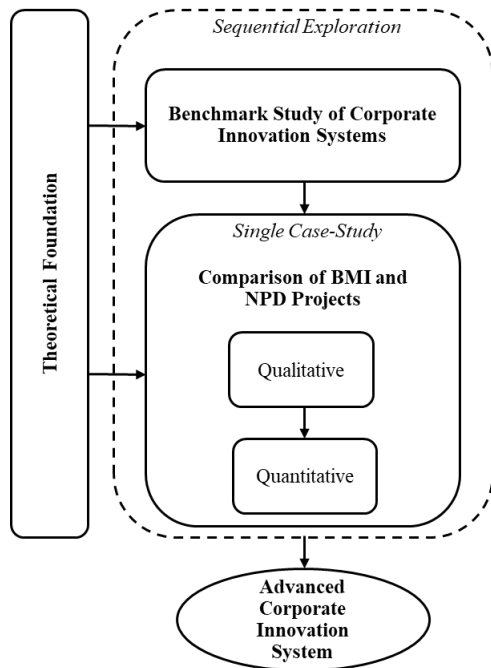 Theoretical Foundation
Sequential Exploration
Benchmark Study of Corporate
Innovation Systems
Single Case-Study
Comparison of BMI and
NPD Projects
Qualitative
Quantitative
Advanced
Corporate
Innovation
System